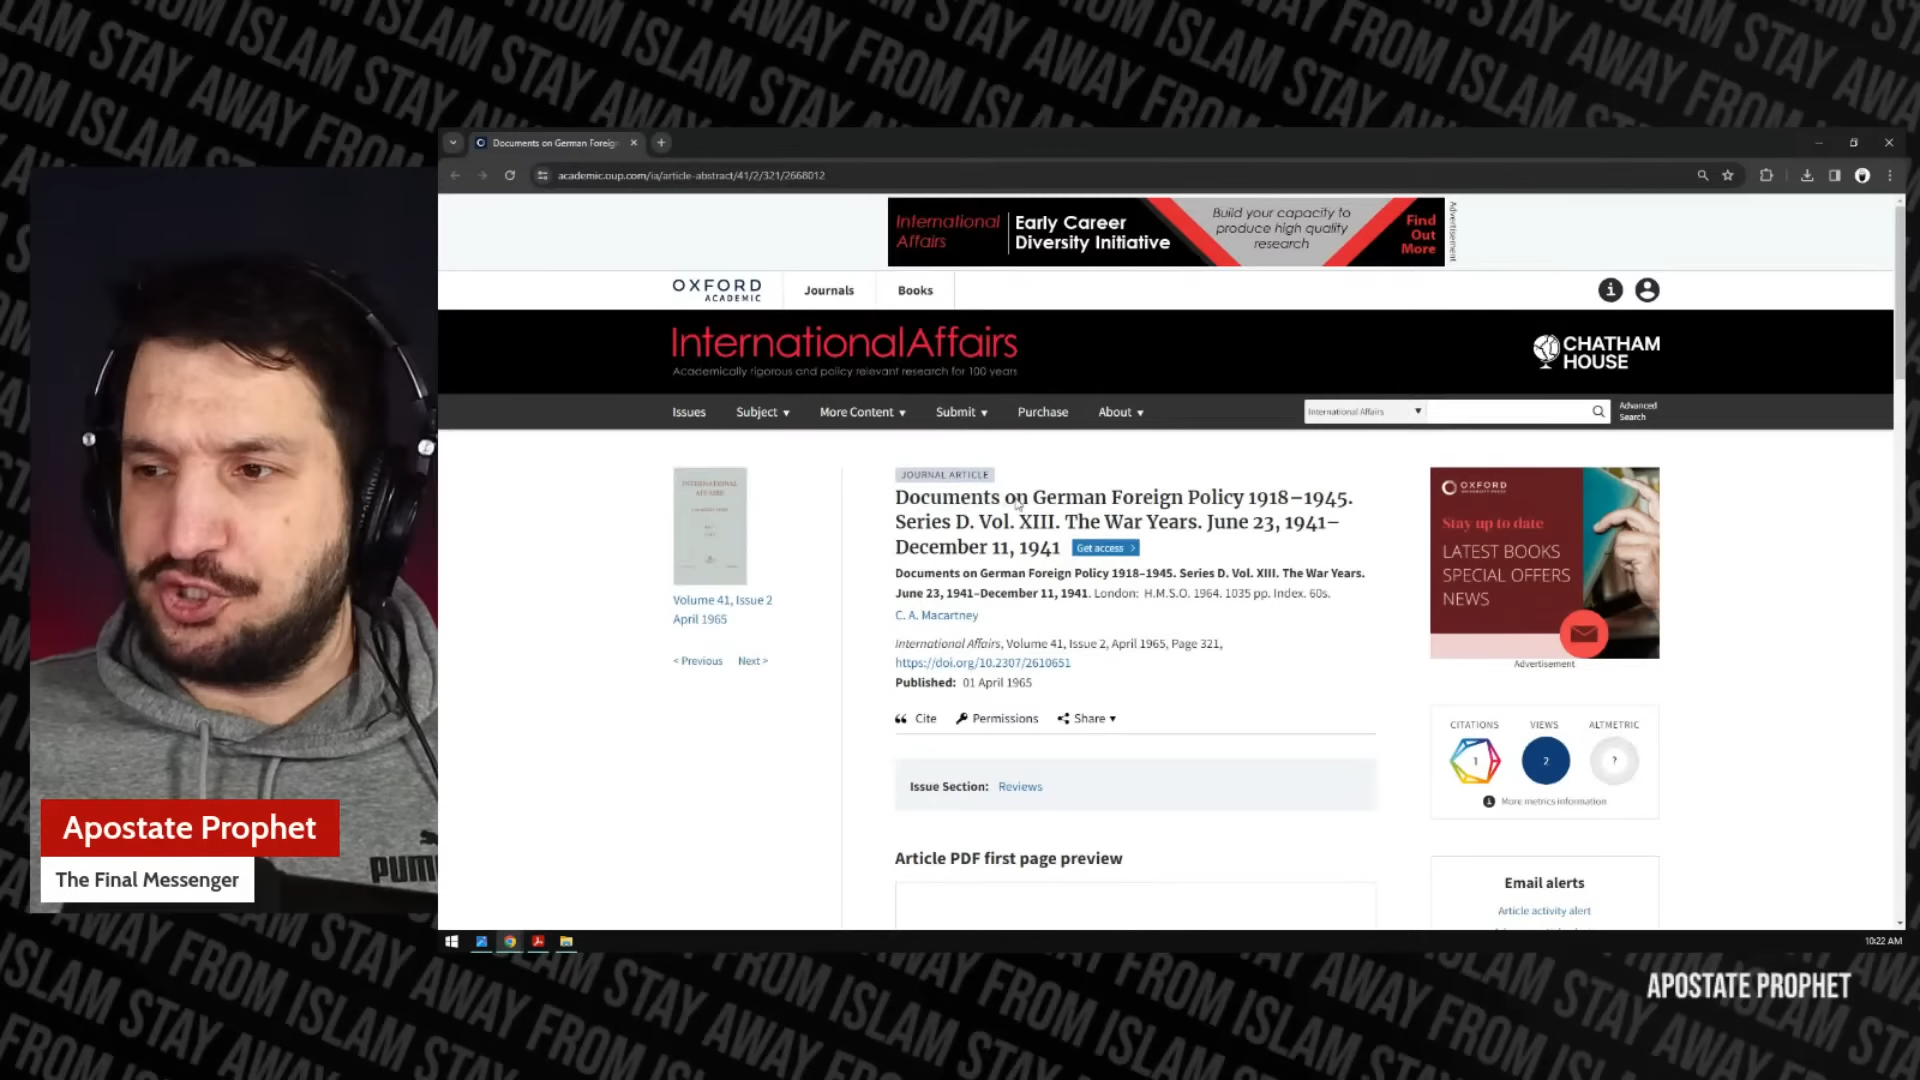 Documents on German Foreign
academic.oup.com/ia/article-abstract/41/2/321/2668012
International Affairs
Early Career Diversity Initiative
Build your capacity to produce high quality research
Find Out More
Advertisement
OXFORD ACADEMIC
Journals
Books
InternationalAffairs
Academically rigorous and policy relevant research for 100 years
CHATHAM HOUSE
Issues
Subject
More Content
Submit
Purchase
About
International Affairs
Advanced Search
INTERNATIONAL AFFAIRS
Volume 41, Issue 2
April 1965
< Previous
Next >
JOURNAL ARTICLE
Documents on German Foreign Policy 1918–1945.
Series D. Vol. XIII. The War Years. June 23, 1941–
December 11, 1941
Get access >
Documents on German Foreign Policy 1918–1945. Series D. Vol. XIII. The War Years.
June 23, 1941–December 11, 1941. London: H.M.S.O. 1964. 1035 pp. Index. 60s.
C. A. Macartney
International Affairs, Volume 41, Issue 2, April 1965, Page 321,
https://doi.org/10.2307/2610651
Published: 01 April 1965
Cite
Permissions
Share
Issue Section: Reviews
Article PDF first page preview
OXFORD UNIVERSITY PRESS
Stay up to date
LATEST BOOKS
SPECIAL OFFERS
NEWS
Advertisement
CITATIONS
VIEWS
ALTMETRIC
1
2
?
More metrics information
Email alerts
Article activity alert
10:22 AM
Apostate Prophet
The Final Messenger
PUM
APOSTATE PROPHET
STAY AWAY FROM ISLAM